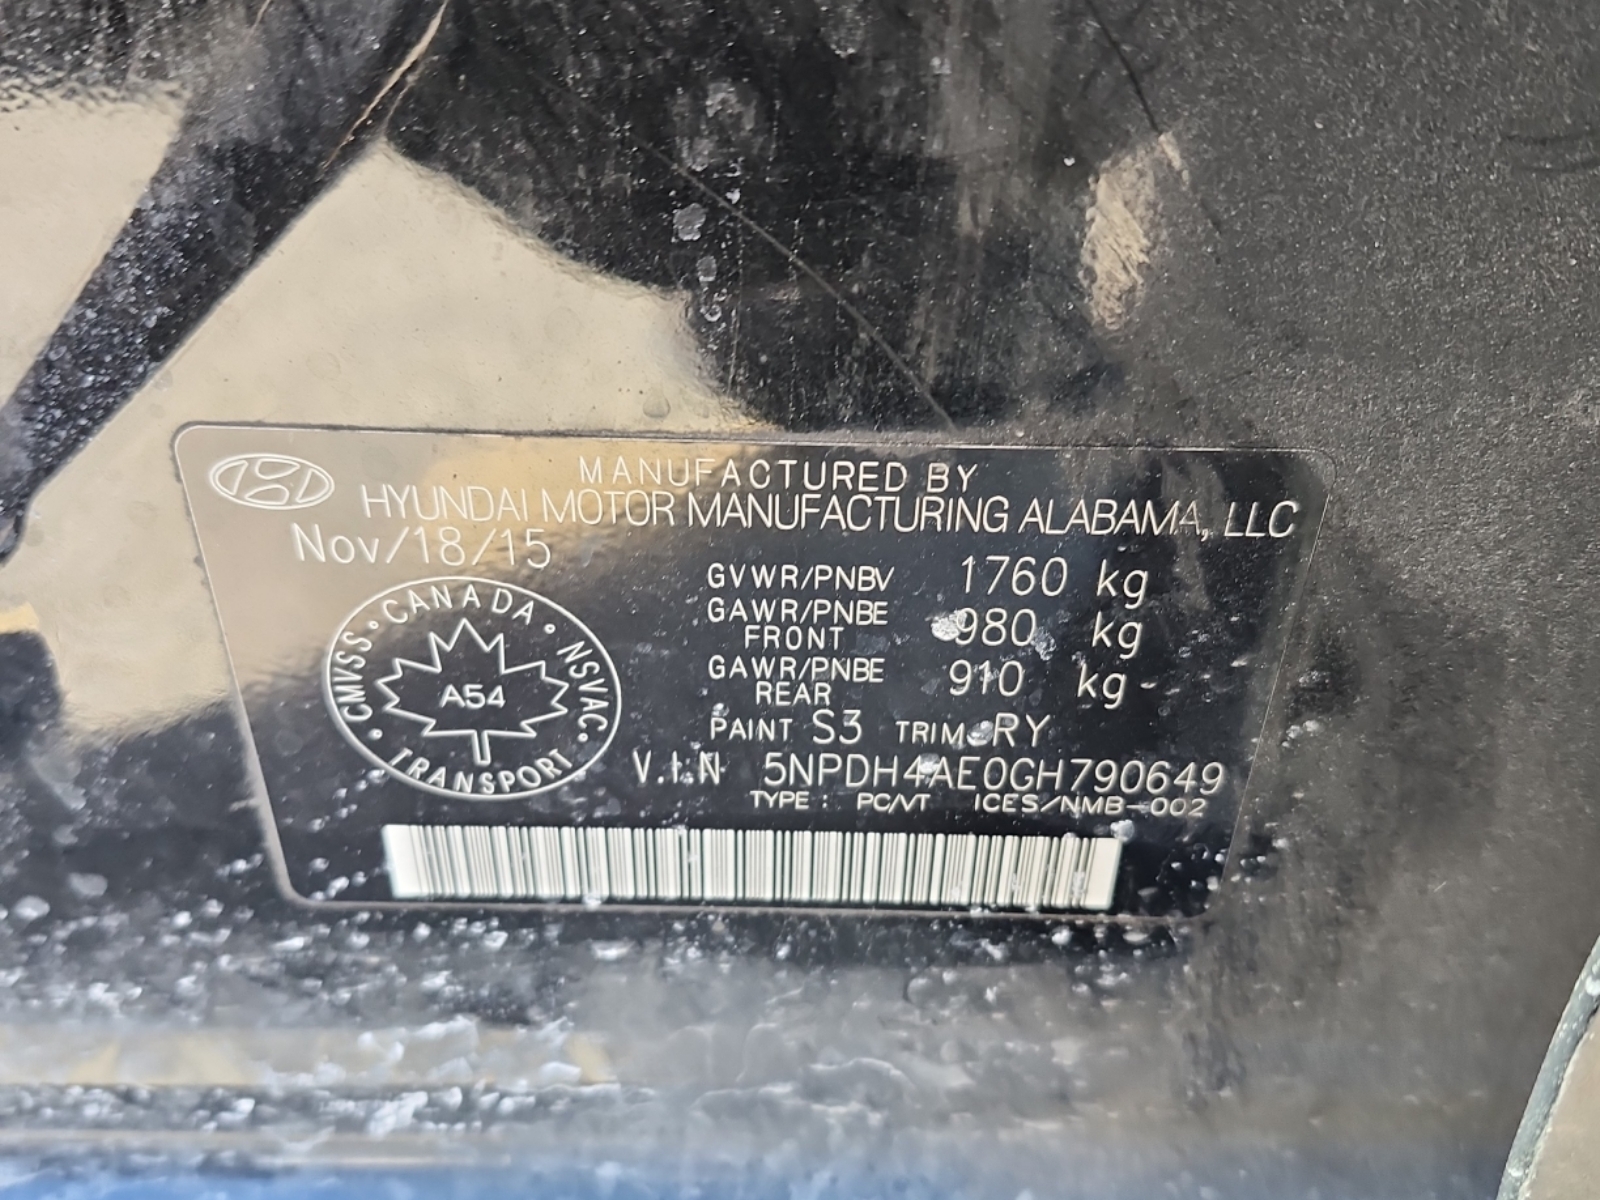 MANUFACTURED BY
HYUNDAI MOTOR MANUFACTURING ALABAMA, LLC
Nov/18/15
GVWR/PNBV 1760 kg
GAWR/PNBE FRONT 980 kg
GAWR/PNBE REAR 910 kg
PAINT S3 TRIM RY
V.I.N 5NPDH4AE0GH790649
TYPE : PC/VT ICES/NMB-002
CMVSS • CANADA • NSVAC • TRANSPORT •
A54